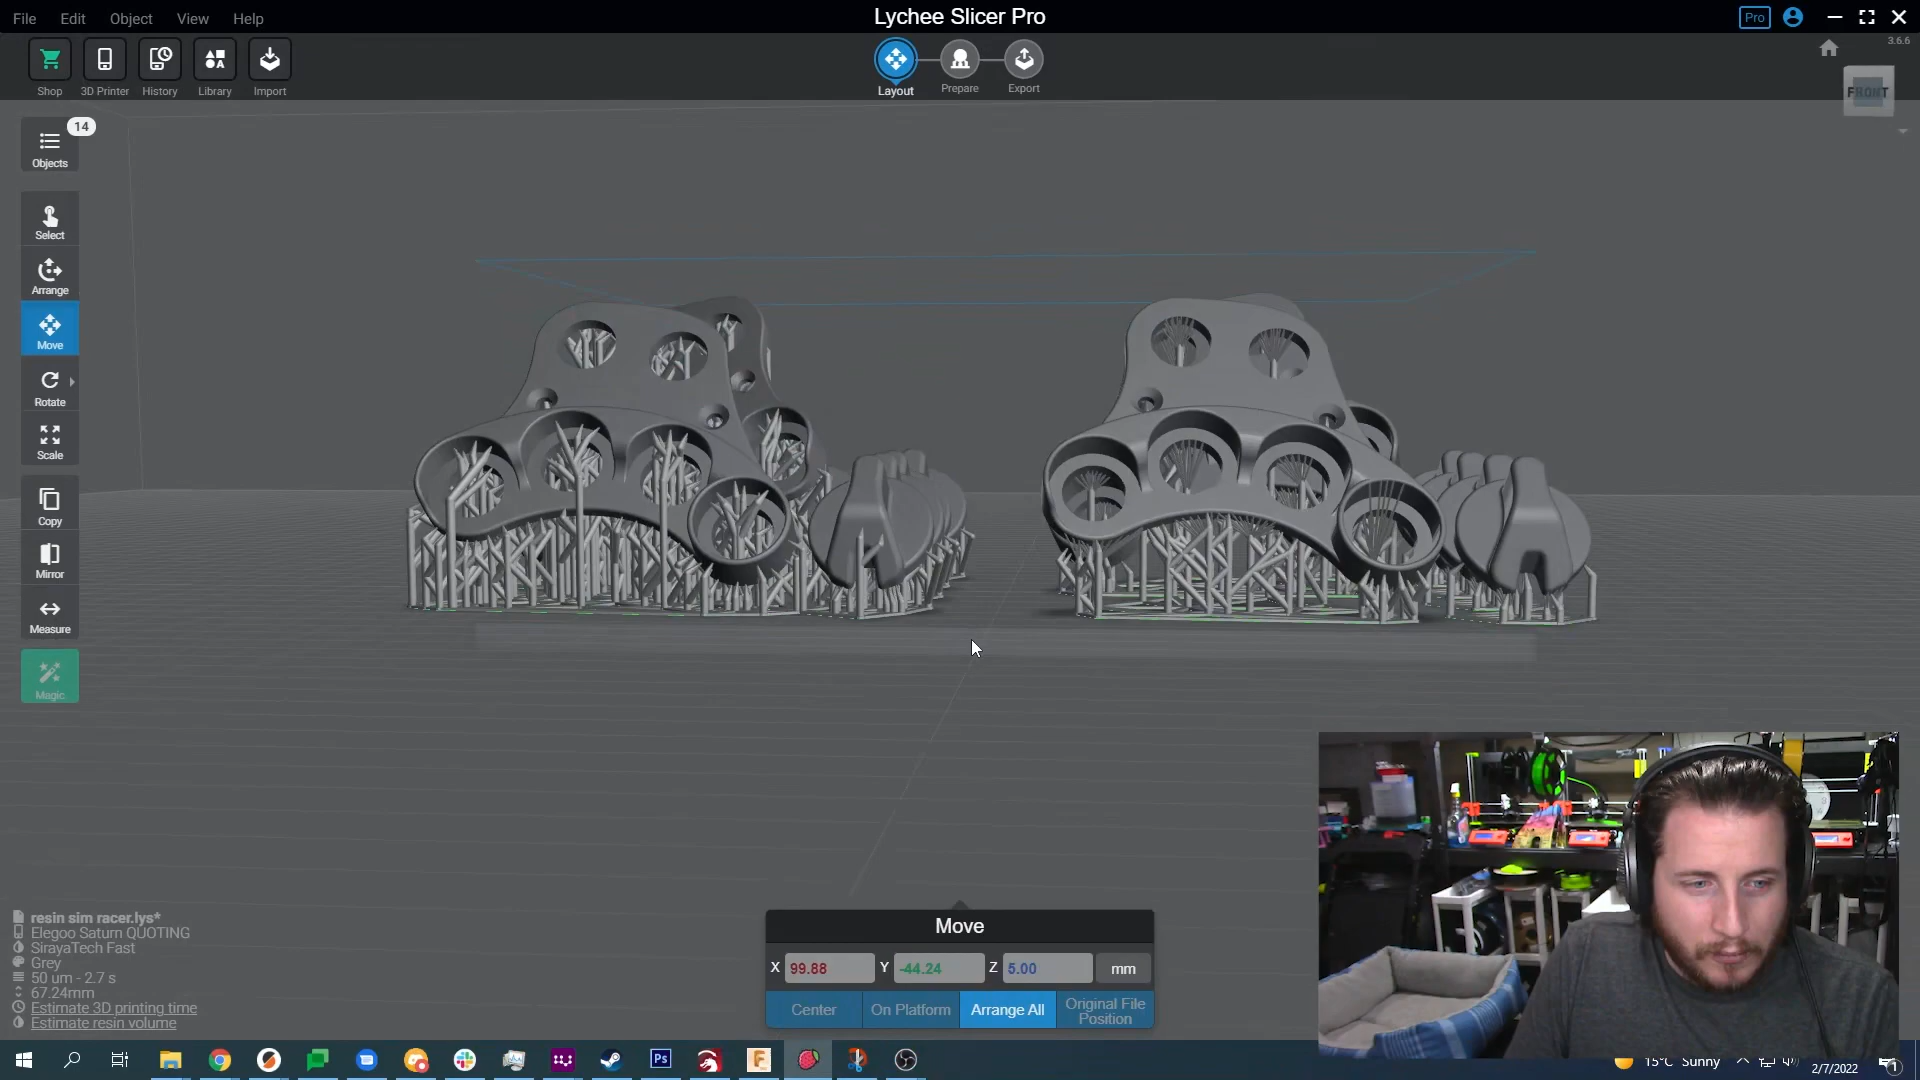 File Edit Object View Help
Lychee Slicer Pro
Pro
3.6.6
Shop
3D Printer
History
Library
Import
Layout
Prepare
Export
FRONT
14
Objects
Select
Arrange
Move
Rotate
Scale
Copy
Mirror
Measure
Magic
resin sim racer.lys*
Elegoo Saturn QUOTING
SirayaTech Fast
Grey
50 um - 2.7 s
67.24mm
Estimate 3D printing time
Estimate resin volume
Move
X 99.88 Y -44.24 Z 5.00 mm
Center
On Platform
Arrange All
Original File
Position
Ps
F
15°C Sunny
2/7/2022
1